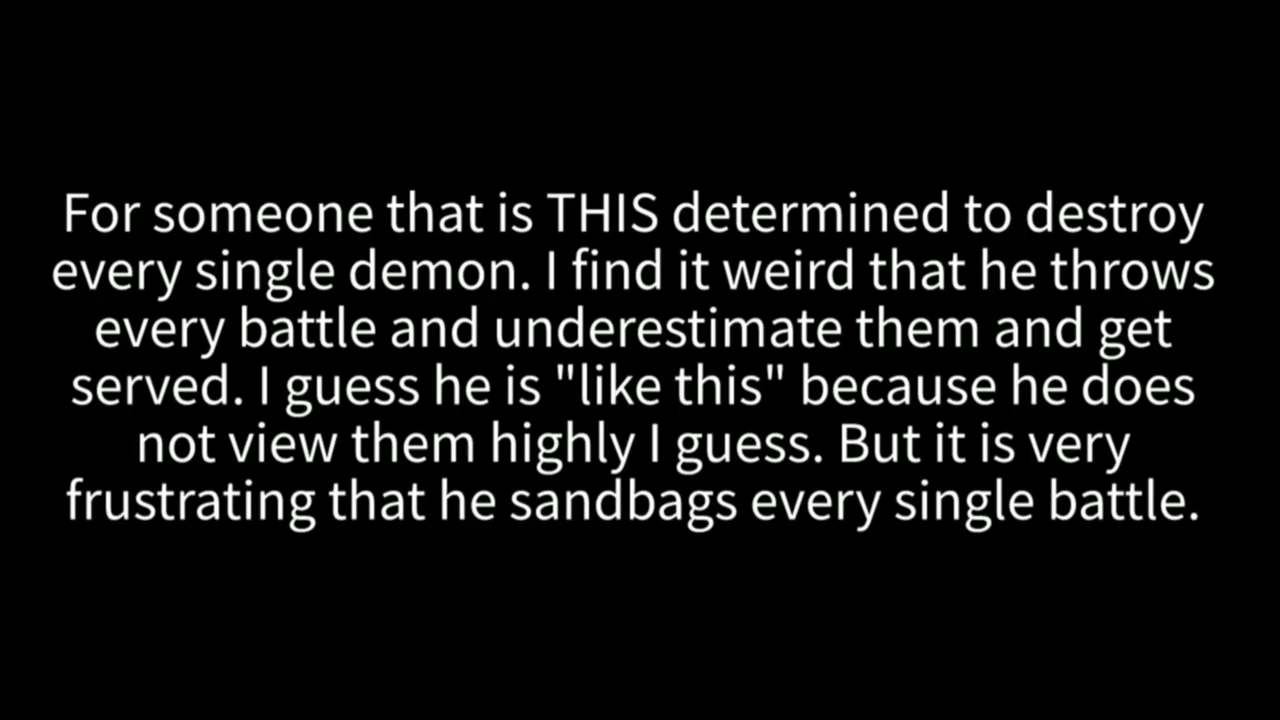 For someone that is THIS determined to destroy
every single demon. I find it weird that he throws
every battle and underestimate them and get
served. I guess he is "like this" because he does
not view them highly I guess. But it is very
frustrating that he sandbags every single battle.